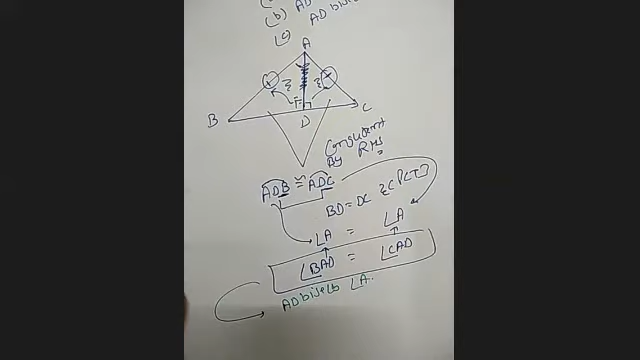 (b) AD
(c) AD bise
A
B
D
C
Congruent
By RHS
ADB ≅ ADC
BD = DC {CPCT}
∠A = ∠A
∠BAD = ∠CAD
AD bisects ∠A.